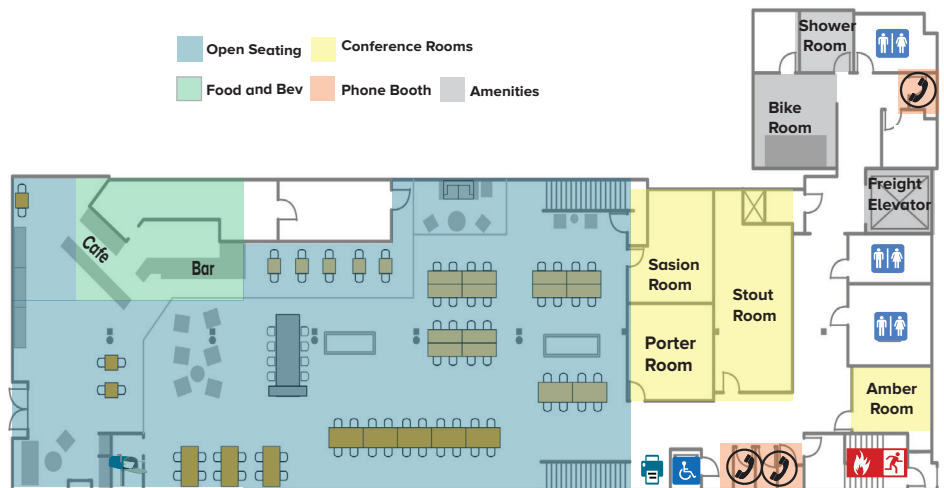 Open Seating
Conference Rooms
Food and Bev
Phone Booth
Amenities
Shower
Room
Bike
Room
Freight
Elevator
Cafe
Bar
Sasion
Room
Stout
Room
Porter
Room
Amber
Room